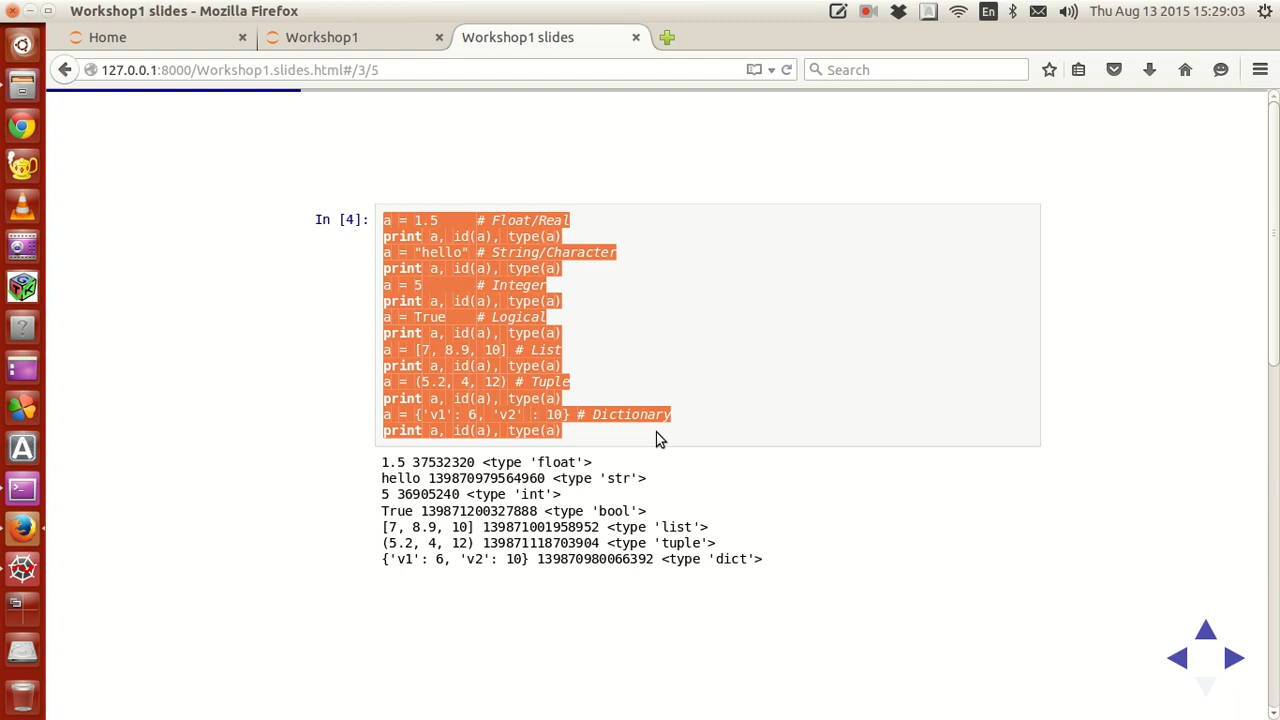 Workshop1 slides - Mozilla Firefox
En
Thu Aug 13 2015 15:29:03
Home
Workshop1
Workshop1 slides
127.0.0.1:8000/Workshop1.slides.html#/3/5
Search
In [4]:
a = 1.5     # Float/Real
print a, id(a), type(a)
a = "hello" # String/Character
print a, id(a), type(a)
a = 5       # Integer
print a, id(a), type(a)
a = True    # Logical
print a, id(a), type(a)
a = [7, 8.9, 10] # List
print a, id(a), type(a)
a = (5.2, 4, 12) # Tuple
print a, id(a), type(a)
a = {'v1': 6, 'v2' : 10} # Dictionary
print a, id(a), type(a)
1.5 37532320 <type 'float'>
hello 139870979564960 <type 'str'>
5 36905240 <type 'int'>
True 139871200327888 <type 'bool'>
[7, 8.9, 10] 139871001958952 <type 'list'>
(5.2, 4, 12) 139871118703904 <type 'tuple'>
{'v1': 6, 'v2': 10} 139870980066392 <type 'dict'>